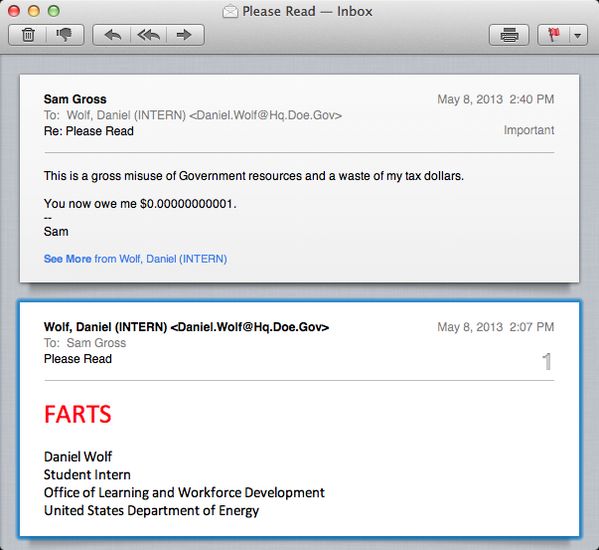 Please Read — Inbox
Sam Gross
May 8, 2013 2:40 PM
To: Wolf, Daniel (INTERN) <Daniel.Wolf@Hq.Doe.Gov>
Re: Please Read
Important
This is a gross misuse of Government resources and a waste of my tax dollars.
You now owe me $0.00000000001.
--
Sam
See More from Wolf, Daniel (INTERN)
Wolf, Daniel (INTERN) <Daniel.Wolf@Hq.Doe.Gov>
May 8, 2013 2:07 PM
To: Sam Gross
Please Read
1
FARTS
Daniel Wolf
Student Intern
Office of Learning and Workforce Development
United States Department of Energy